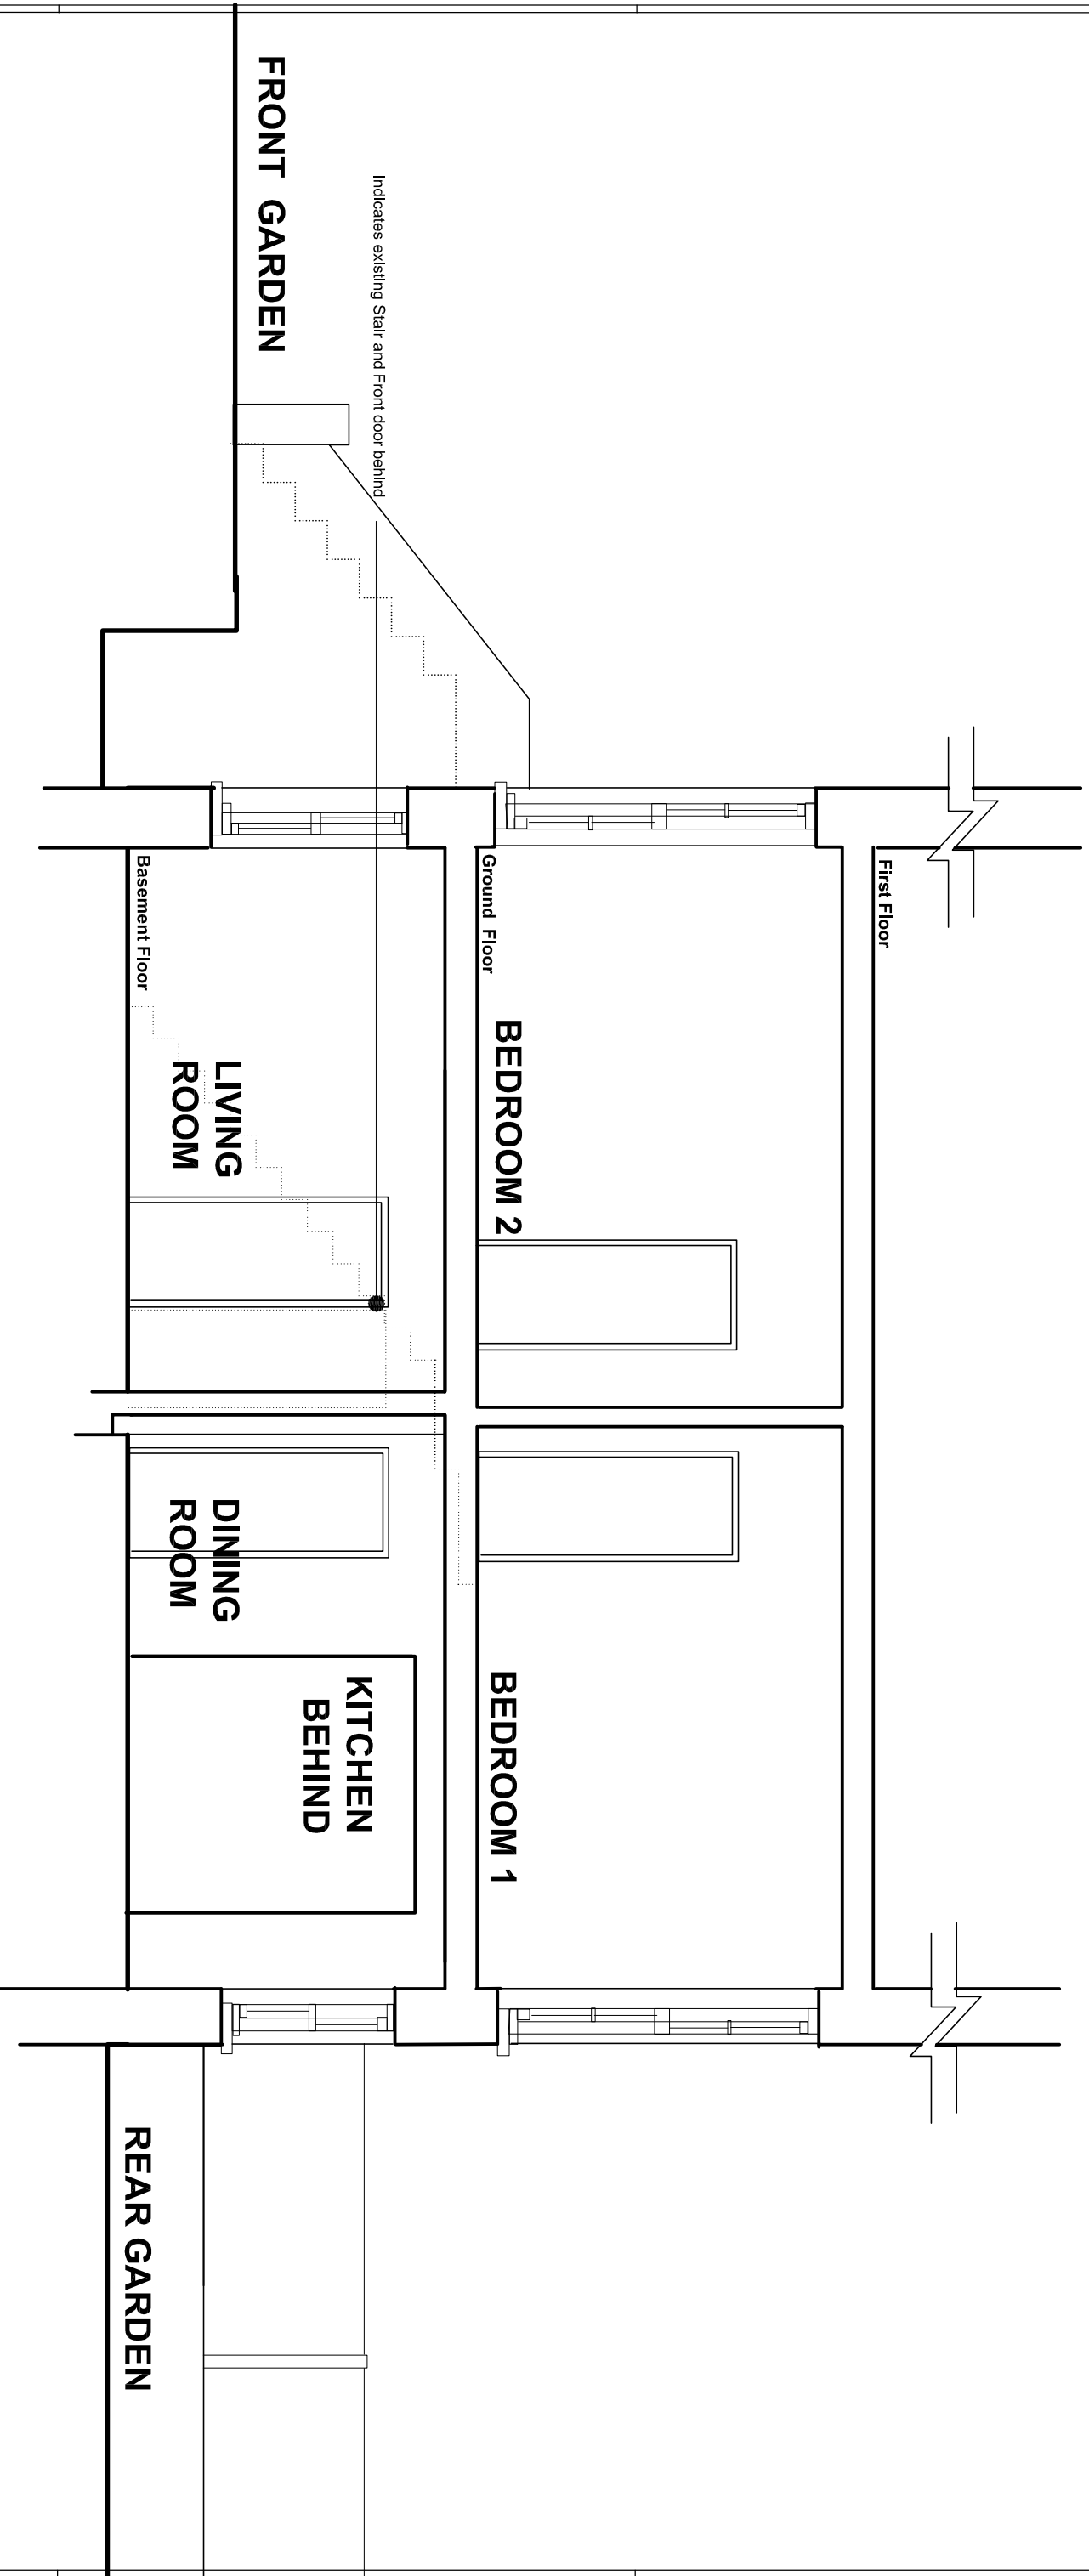 First Floor
BEDROOM 2
BEDROOM 1
Ground Floor
Indicates existing Stair and Front door behind
FRONT GARDEN
LIVING
ROOM
KITCHEN
BEHIND
DINING
ROOM
Basement Floor
REAR GARDEN